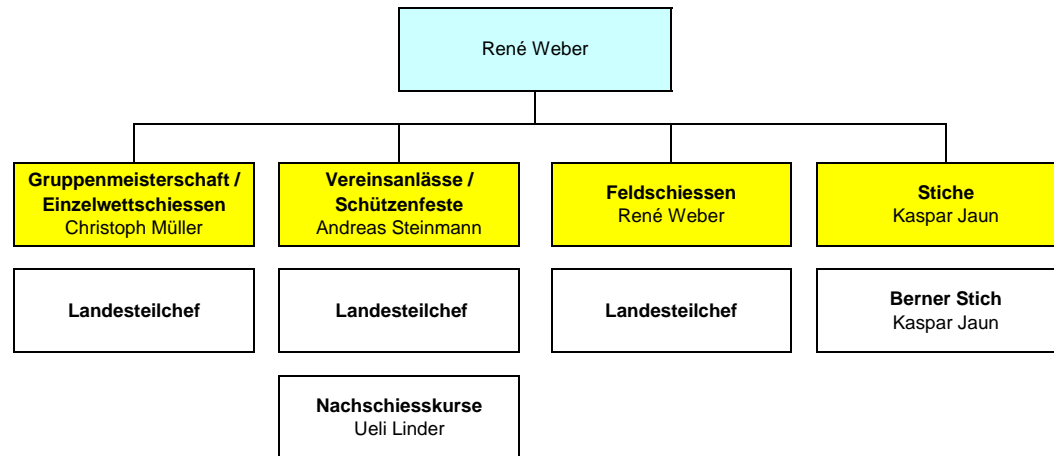 René Weber
Gruppenmeisterschaft /
Einzelwettschiessen
Christoph Müller
Vereinsanlässe /
Schützenfeste
Andreas Steinmann
Feldschiessen
René Weber
Stiche
Kaspar Jaun
Landesteilchef
Landesteilchef
Landesteilchef
Berner Stich
Kaspar Jaun
Nachschiesskurse
Ueli Linder